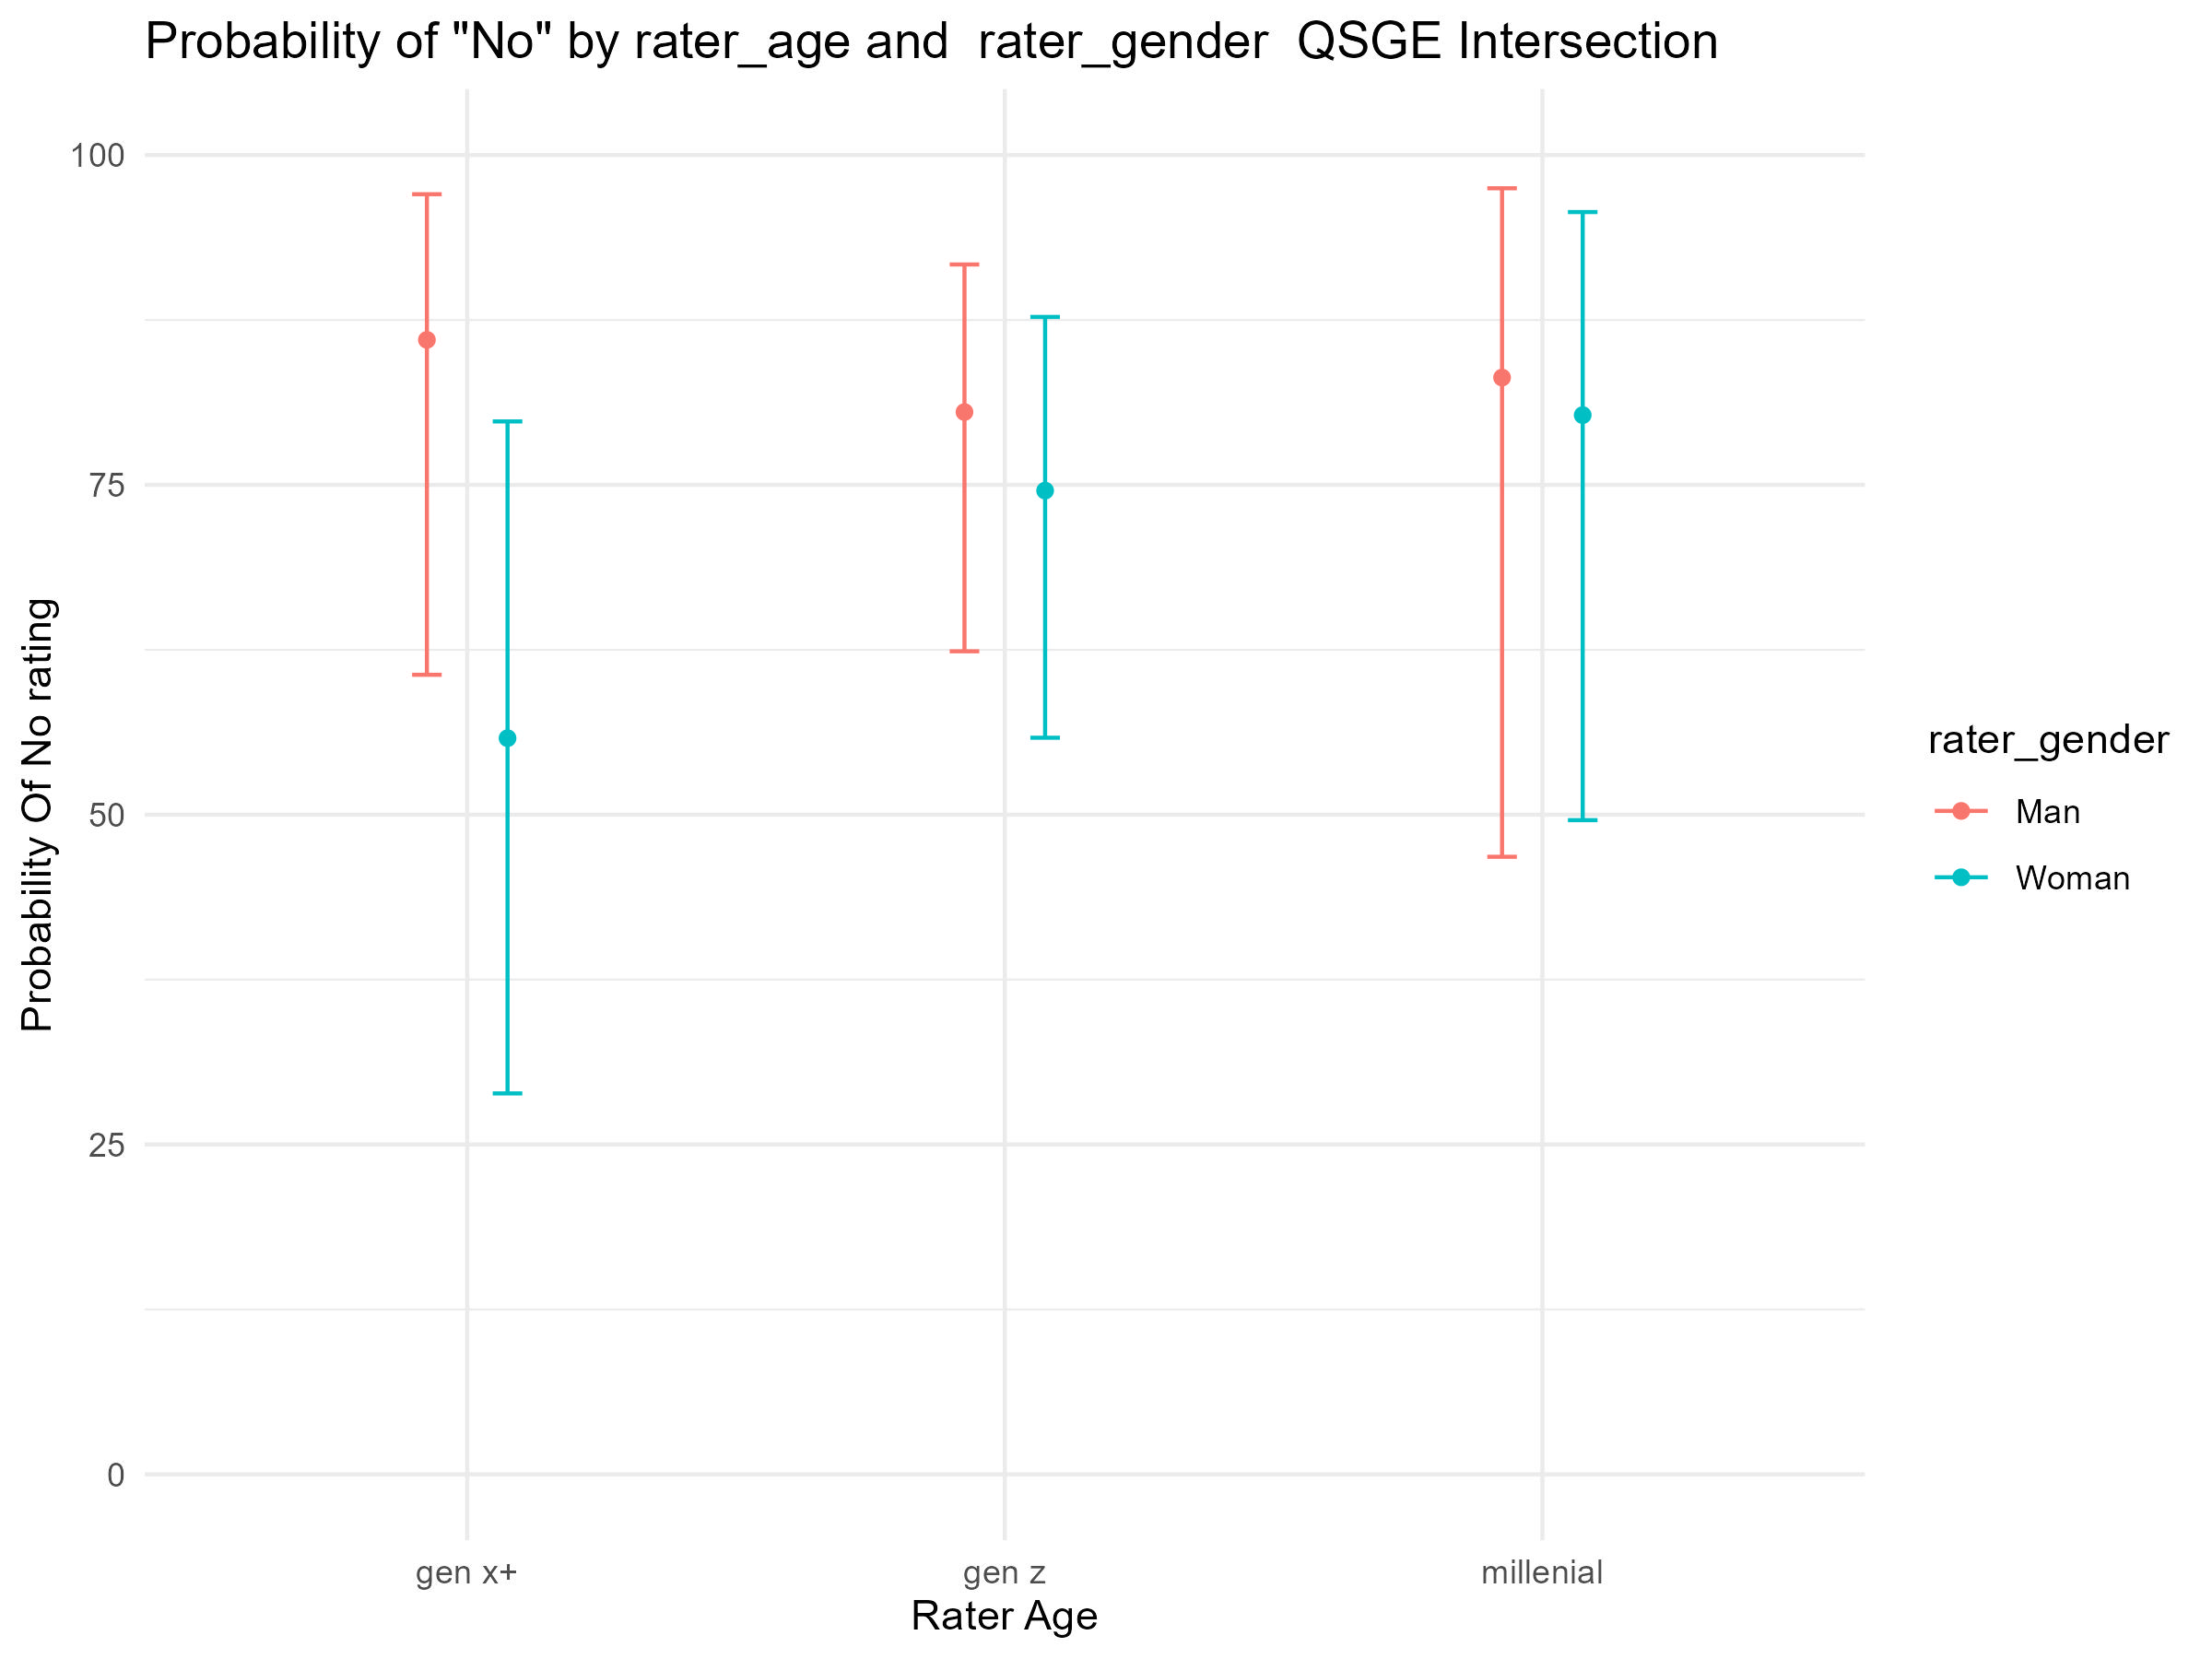 Probability of "No" by rater_age and  rater_gender  QSGE Intersection
Probability Of No rating
100
75
50
25
0
gen x+
gen z
millenial
Rater Age
rater_gender
Man
Woman